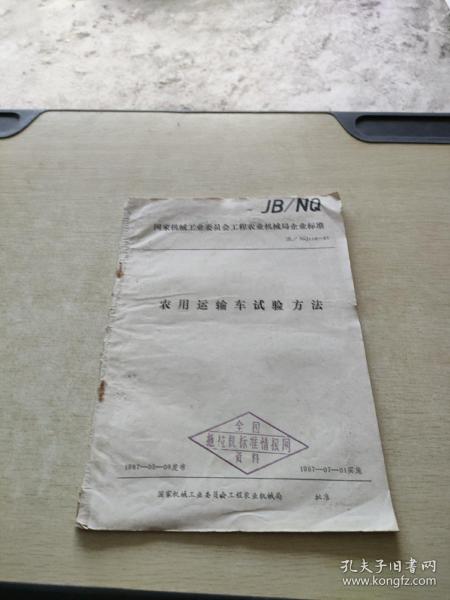 JB/NQ
国家机械工业委员会工程农业机械局企业标准
农用运输车试验方法
全国
拖拉机标准情报网
资料
发布
1987—07—01实施
国家机械工业委员会工程农业机械局 批准
孔夫子旧书网
www.kongfz.com